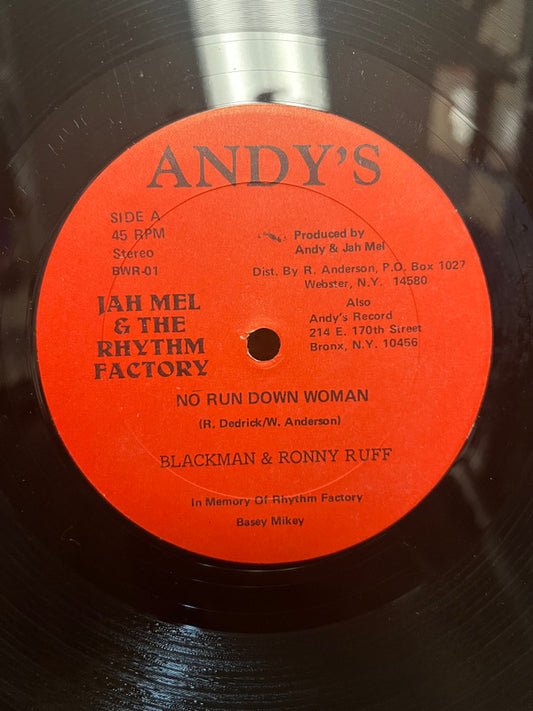 ANDY'S
SIDE A
45 RPM
Stereo
BWR-01
Produced by
Andy & Jah Mel
Dist. By R. Anderson, P.O. Box 1027
Webster, N.Y. 14580
Also
Andy's Record
214 E. 170th Street
Bronx, N.Y. 10456
JAH MEL
& THE
RHYTHM
FACTORY
NO RUN DOWN WOMAN
(R. Dedrick/W. Anderson)
BLACKMAN & RONNY RUFF
In Memory Of Rhythm Factory
Basey Mikey